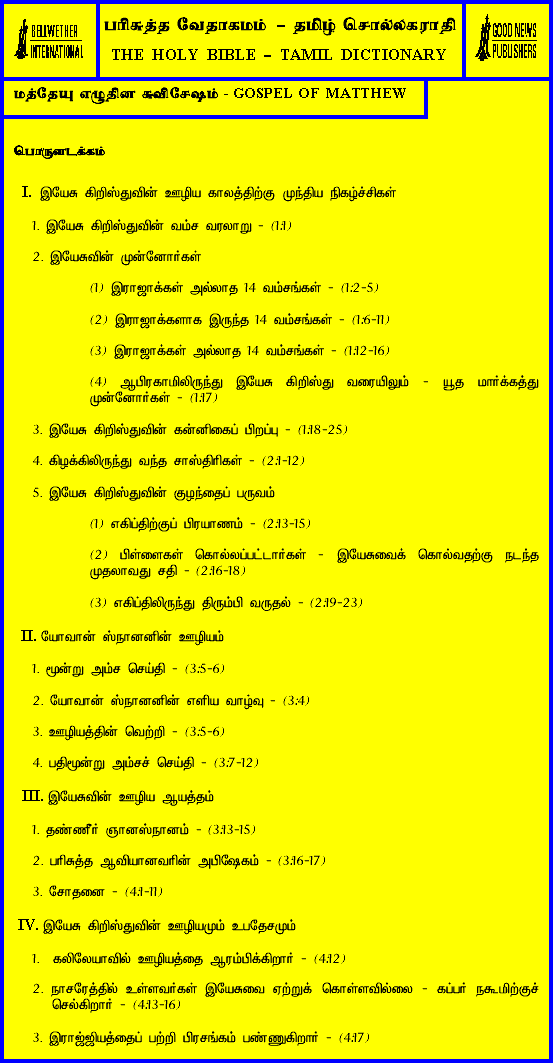 BELLWETHER
INTERNATIONAL
பரிசுத்த வேதாகமம் – தமிழ் சொல்லகராதி
THE HOLY BIBLE – TAMIL DICTIONARY
GOOD NEWS
PUBLISHERS
மத்தேயு எழுதின சுவிசேஷம் - GOSPEL OF MATTHEW
பொருளடக்கம்
I. இயேசு கிறிஸ்துவின் ஊழிய காலத்திற்கு முந்திய நிகழ்ச்சிகள்
1. இயேசு கிறிஸ்துவின் வம்ச வரலாறு - (1:1)
2. இயேசுவின் முன்னோர்கள்
(1) இராஜாக்கள் அல்லாத 14 வம்சங்கள் - (1:2-5)
(2) இராஜாக்களாக இருந்த 14 வம்சங்கள் - (1:6-11)
(3) இராஜாக்கள் அல்லாத 14 வம்சங்கள் - (1:12-16)
(4) ஆபிரகாமிலிருந்து இயேசு கிறிஸ்து வரையிலும் - யூத மார்க்கத்து
முன்னோர்கள் - (1:17)
3. இயேசு கிறிஸ்துவின் கன்னிகைப் பிறப்பு - (1:18-25)
4. கிழக்கிலிருந்து வந்த சாஸ்திரிகள் - (2:1-12)
5. இயேசு கிறிஸ்துவின் குழந்தைப் பருவம்
(1) எகிப்திற்குப் பிரயாணம் - (2:13-15)
(2) பிள்ளைகள் கொல்லப்பட்டார்கள் - இயேசுவைக் கொல்வதற்கு நடந்த
முதலாவது சதி - (2:16-18)
(3) எகிப்திலிருந்து திரும்பி வருதல் - (2:19-23)
II. யோவான் ஸ்நானனின் ஊழியம்
1. மூன்று அம்ச செய்தி - (3:5-6)
2. யோவான் ஸ்நானனின் எளிய வாழ்வு - (3:4)
3. ஊழியத்தின் வெற்றி - (3:5-6)
4. பதிமூன்று அம்சச் செய்தி - (3:7-12)
III. இயேசுவின் ஊழிய ஆயத்தம்
1. தண்ணீர் ஞானஸ்நானம் - (3:13-15)
2. பரிசுத்த ஆவியானவரின் அபிஷேகம் - (3:16-17)
3. சோதனை - (4:1-11)
IV. இயேசு கிறிஸ்துவின் ஊழியமும் உபதேசமும்
1. கலிலேயாவில் ஊழியத்தை ஆரம்பிக்கிறார் - (4:12)
2. நாசரேத்தில் உள்ளவர்கள் இயேசுவை ஏற்றுக் கொள்ளவில்லை - கப்பர் நகூமிற்குச்
செல்கிறார் - (4:13-16)
3. இராஜ்ஜியத்தைப் பற்றி பிரசங்கம் பண்ணுகிறார் - (4:17)